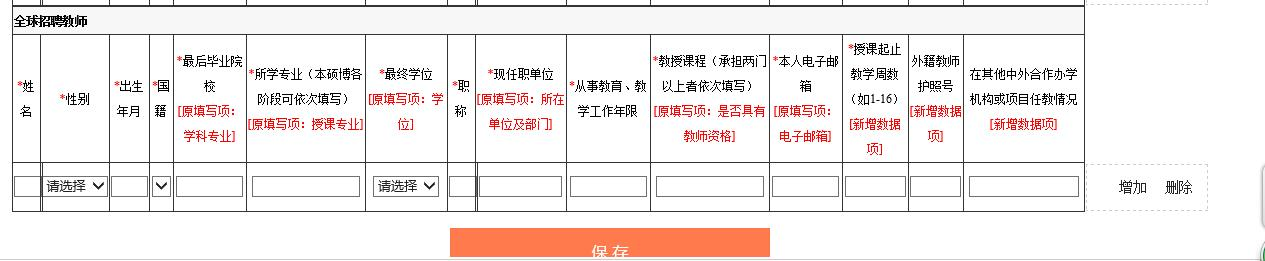 全球招聘教师
*姓名
*性别
*出生年月
*国籍
*最后毕业院校
[原填写项：学科专业]
*所学专业（本硕博各阶段可依次填写）
[原填写项：授课专业]
*最终学位
[原填写项：学位]
*职称
*现任职单位
[原填写项：所在单位及部门]
*从事教育、教学工作年限
*教授课程（承担两门以上者依次填写）
[原填写项：是否具有教师资格]
*本人电子邮箱
[原填写项：电子邮箱]
*授课起止教学周数（如1-16）
[新增数据项]
外籍教师护照号
[新增数据项]
在其他中外合作办学机构或项目任教情况
[新增数据项]
请选择
请选择
增加 删除
保 存